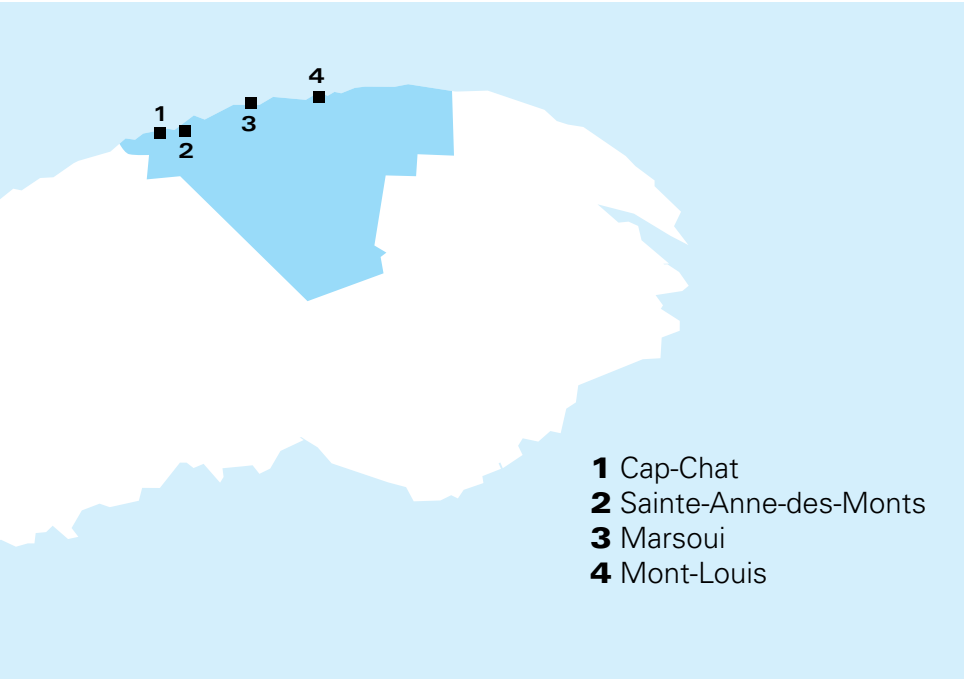 4
1
3
2
1 Cap-Chat
2 Sainte-Anne-des-Monts
3 Marsoui
4 Mont-Louis